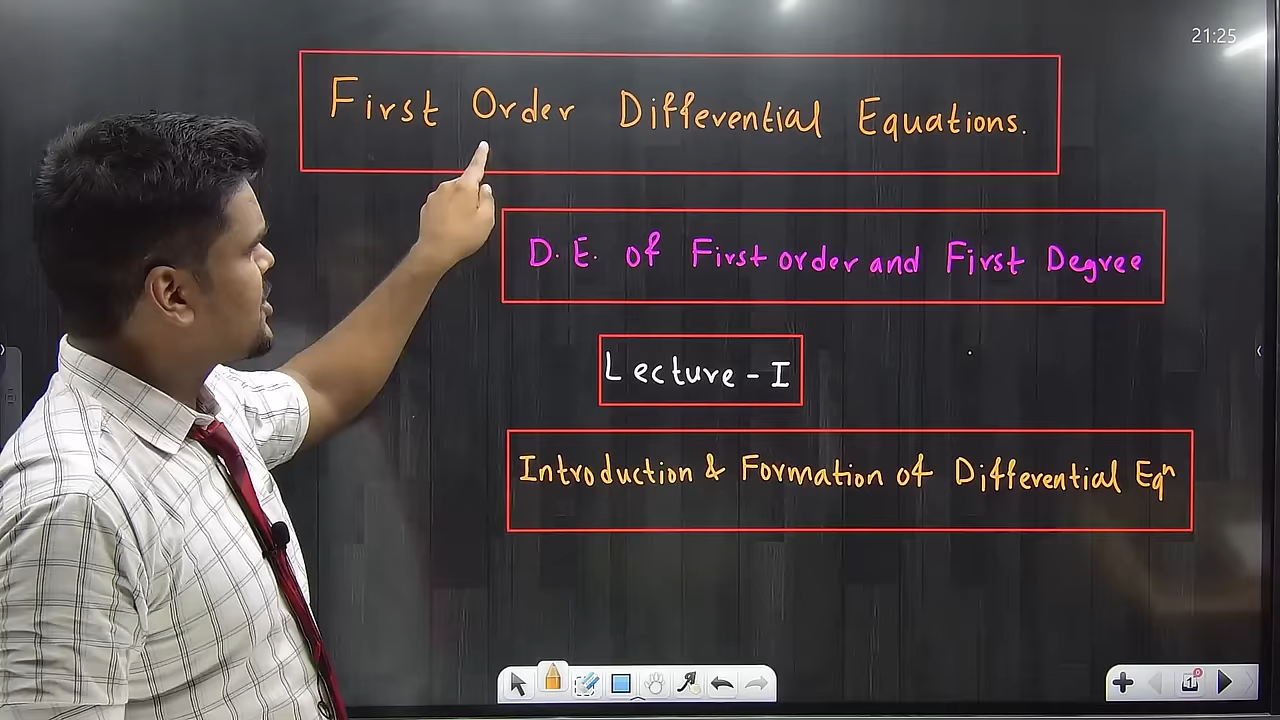 21:25
First Order Differential Equations.
D.E. of First order and First Degree
Lecture - I
Introduction & Formation of Differential Eqⁿ